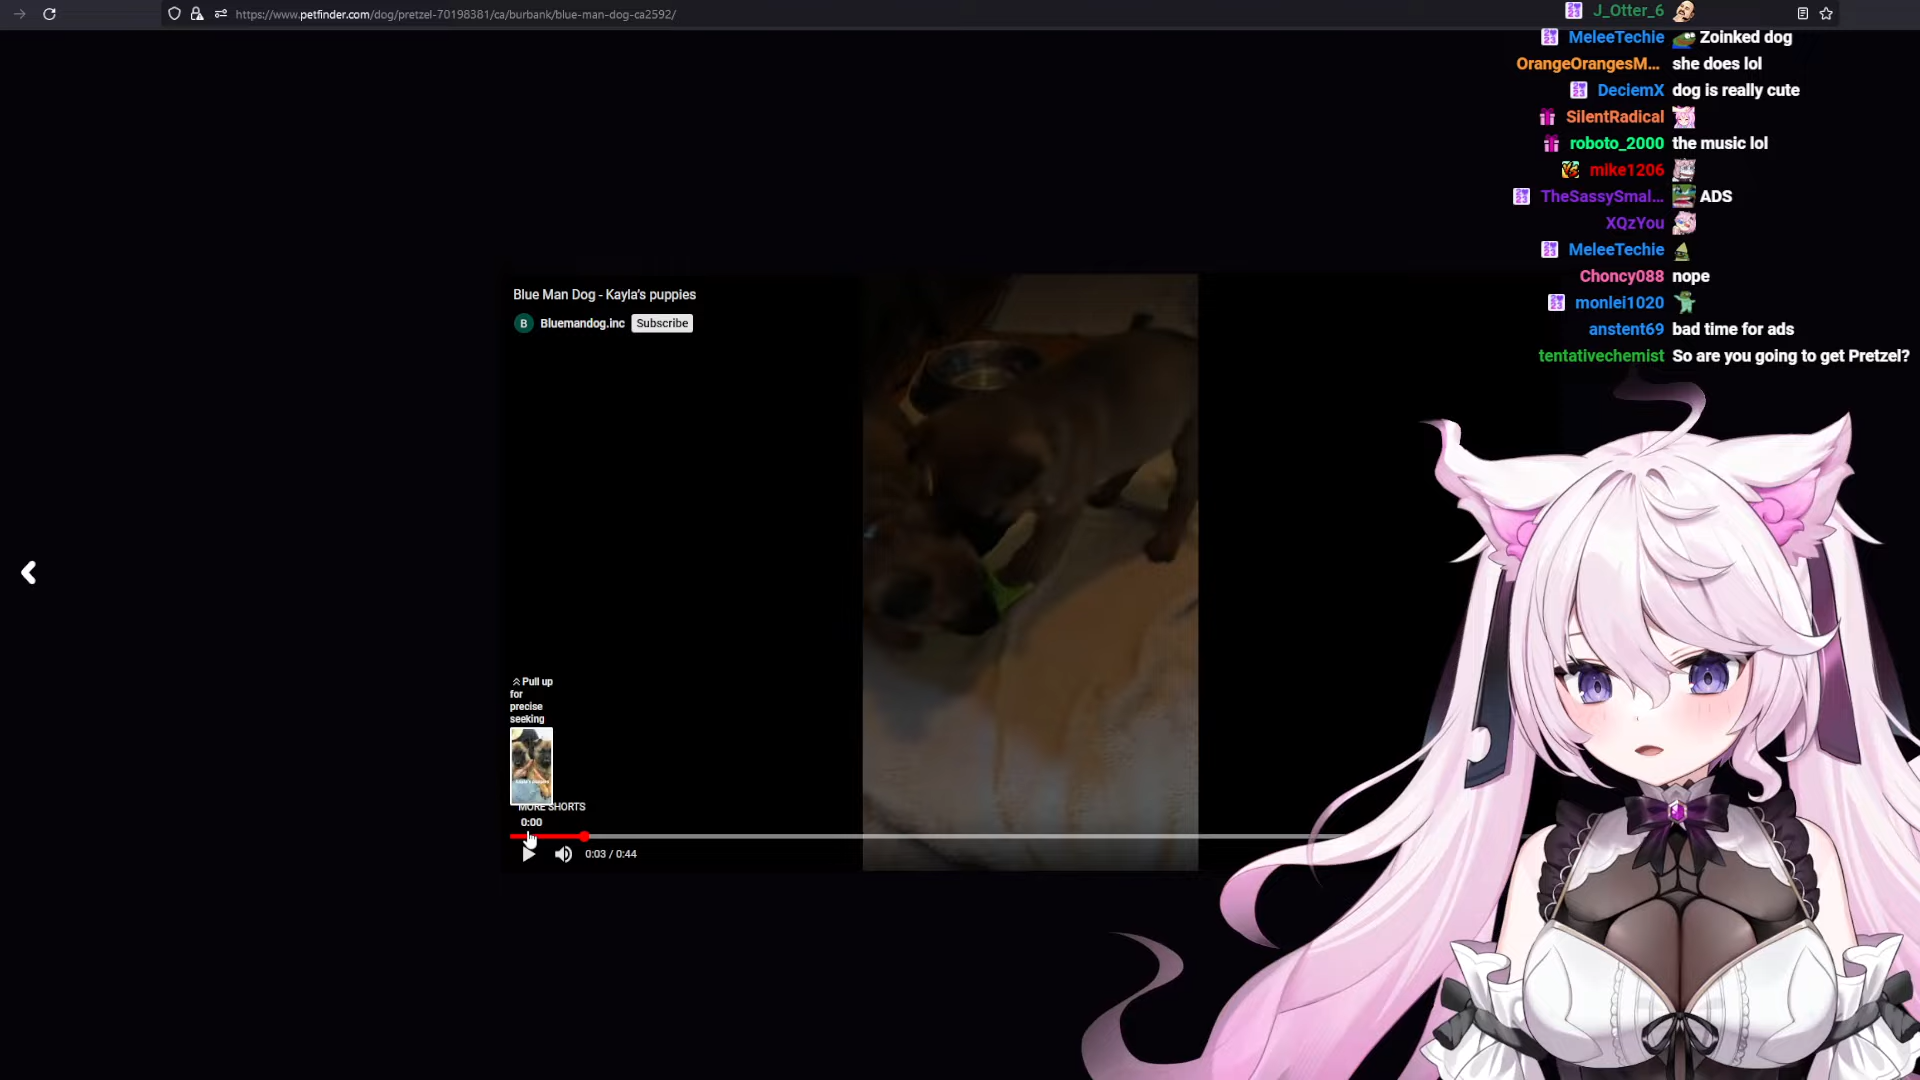 https://www.petfinder.com/dog/pretzel-70198381/ca/burbank/blue-man-dog-ca2592/
J_Otter_6
MeleeTechie Zoinked dog
OrangeOrangesM... she does lol
DeciemX dog is really cute
SilentRadical
roboto_2000 the music lol
mike1206
TheSassySmal... ADS
XQzYou
MeleeTechie
Choncy088 nope
monlei1020
anstent69 bad time for ads
tentativechemist So are you going to get Pretzel?
Blue Man Dog - Kayla's puppies
B Bluemandog.inc Subscribe
Pull up
for
precise
seeking
MORE SHORTS
0:00
0:03 / 0:44